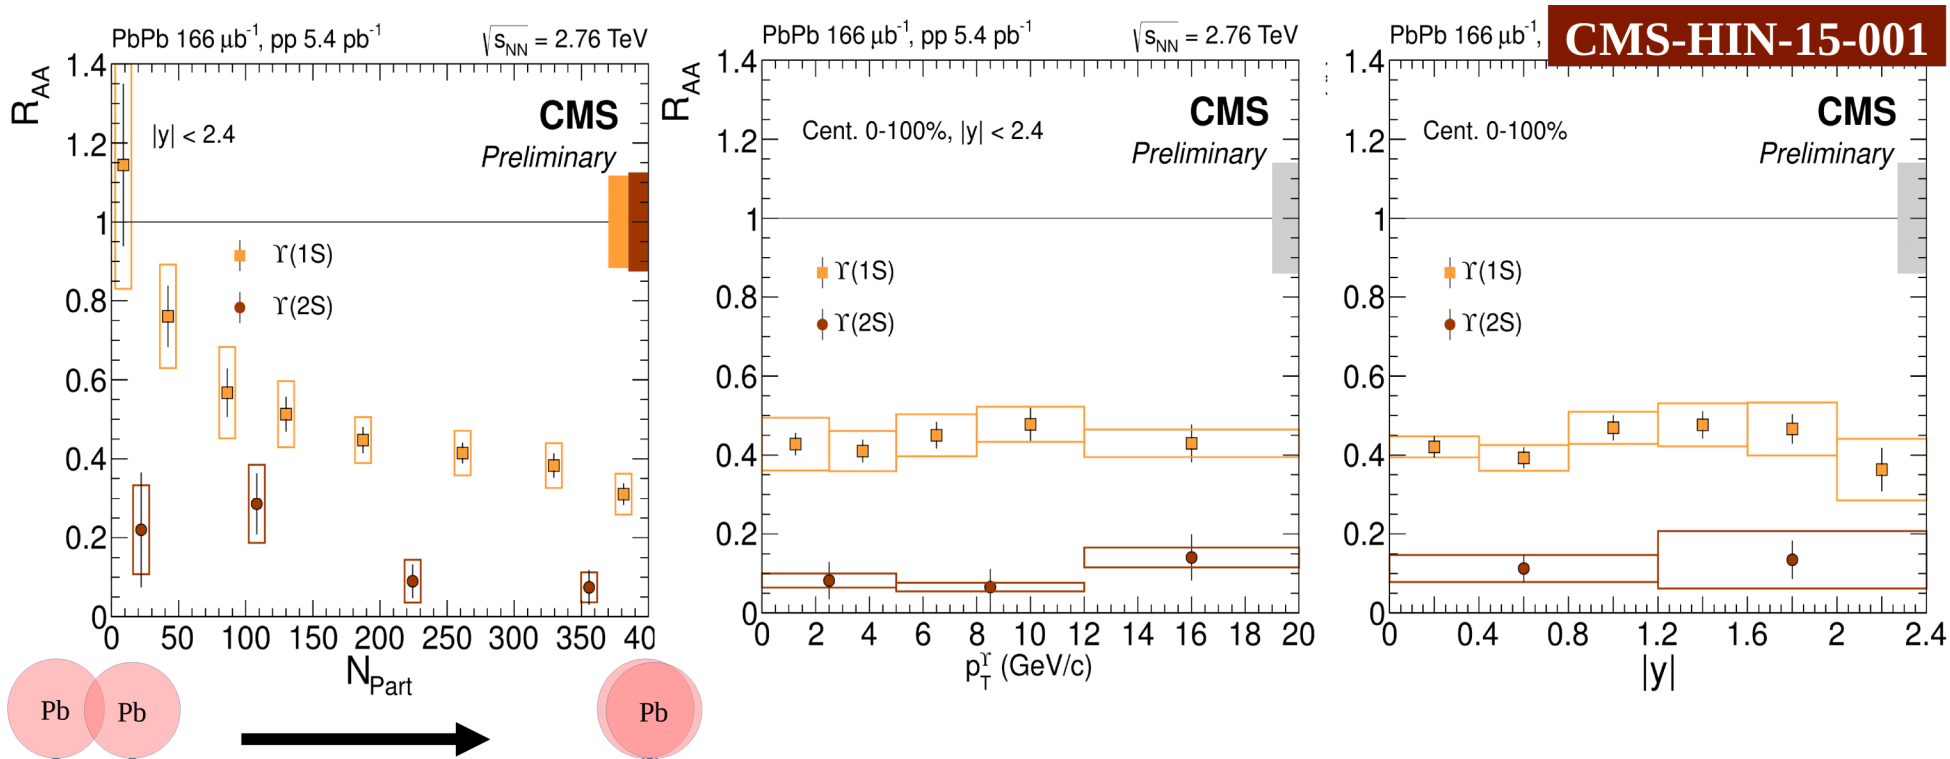 CMS-HIN-15-001
PbPb 166 μb⁻¹, pp 5.4 pb⁻¹ √s_NN = 2.76 TeV
R_AA
1.4
1.2
1
0.8
0.6
0.4
0.2
0
CMS
Preliminary
|y| < 2.4
ϒ(1S)
ϒ(2S)
0 50 100 150 200 250 300 350 40
N_Part
Pb Pb
Pb
PbPb 166 μb⁻¹, pp 5.4 pb⁻¹ √s_NN = 2.76 TeV
R_AA
1.4
1.2
1
0.8
0.6
0.4
0.2
0
CMS
Preliminary
Cent. 0-100%, |y| < 2.4
ϒ(1S)
ϒ(2S)
0 2 4 6 8 10 12 14 16 18 20
p_T^ϒ (GeV/c)
PbPb 166 μb⁻¹,
1.4
1.2
1
0.8
0.6
0.4
0.2
0
CMS
Preliminary
Cent. 0-100%
ϒ(1S)
ϒ(2S)
0 0.4 0.8 1.2 1.6 2 2.4
|y|